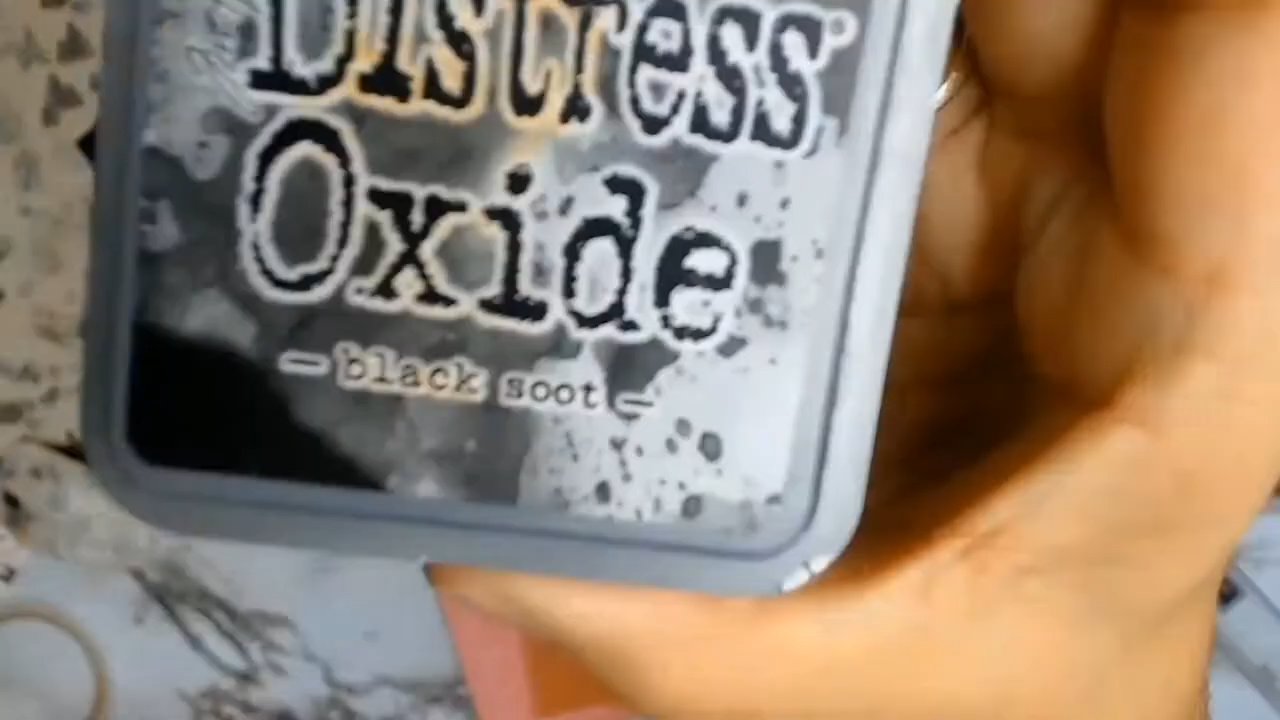 Distress
Oxide
— black soot —